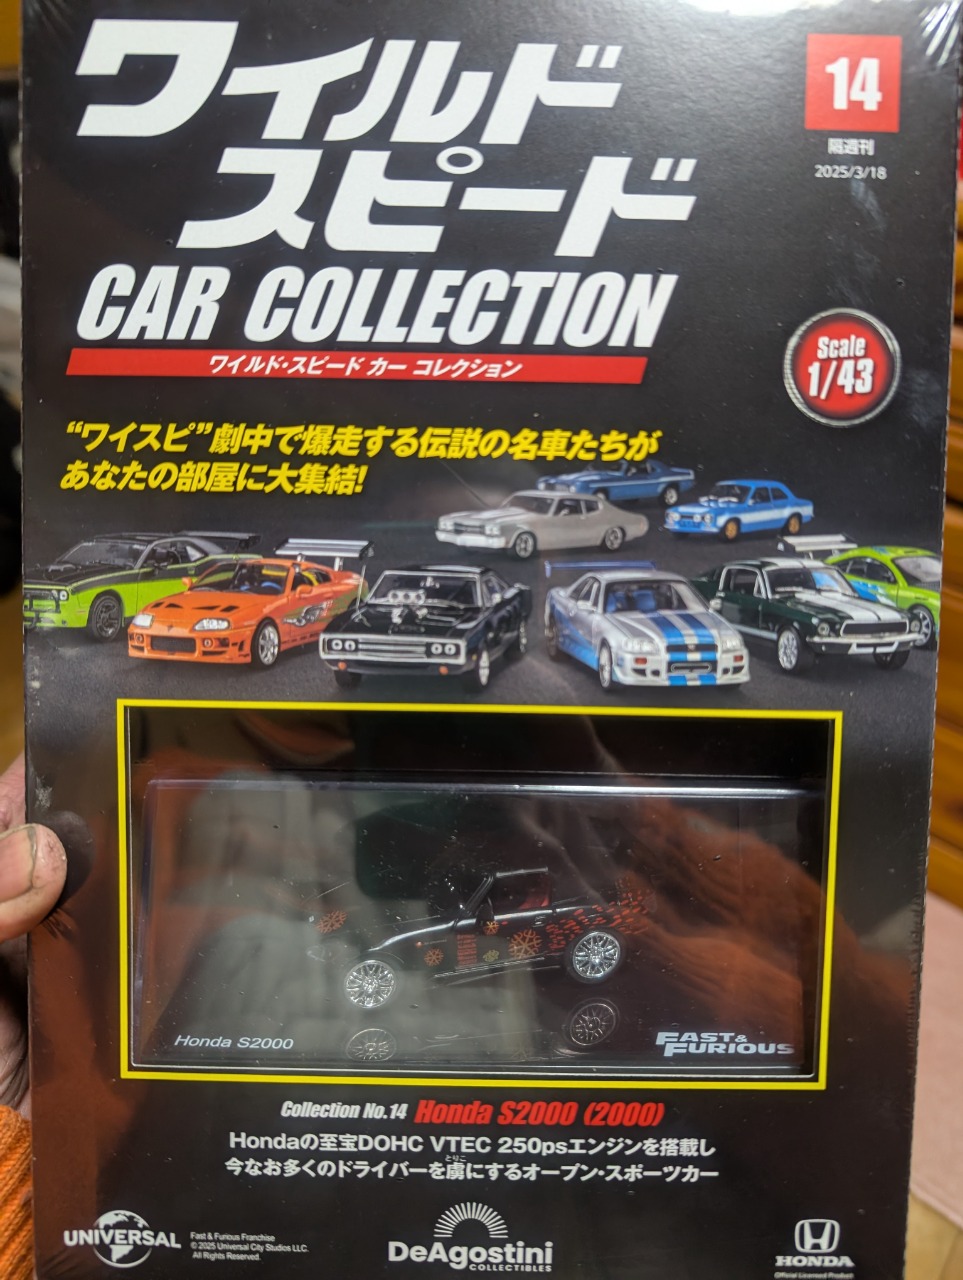 ワイルド
スピード
CAR COLLECTION
ワイルド・スピード カー コレクション
14
隔週刊
2025/3/18
Scale
1/43
“ワイスピ”劇中で爆走する伝説の名車たちが
あなたの部屋に大集結!
Honda S2000
FAST &
FURIOUS
Collection No.14 Honda S2000 (2000)
Hondaの至宝DOHC VTEC 250psエンジンを搭載し
今なお多くのドライバーを虜にするオープン・スポーツカー
とりこ
UNIVERSAL
Fast & Furious Franchise
© 2025 Universal City Studios LLC.
All Rights Reserved.
DeAgostini
COLLECTIBLES
HONDA
Official Licensed Product